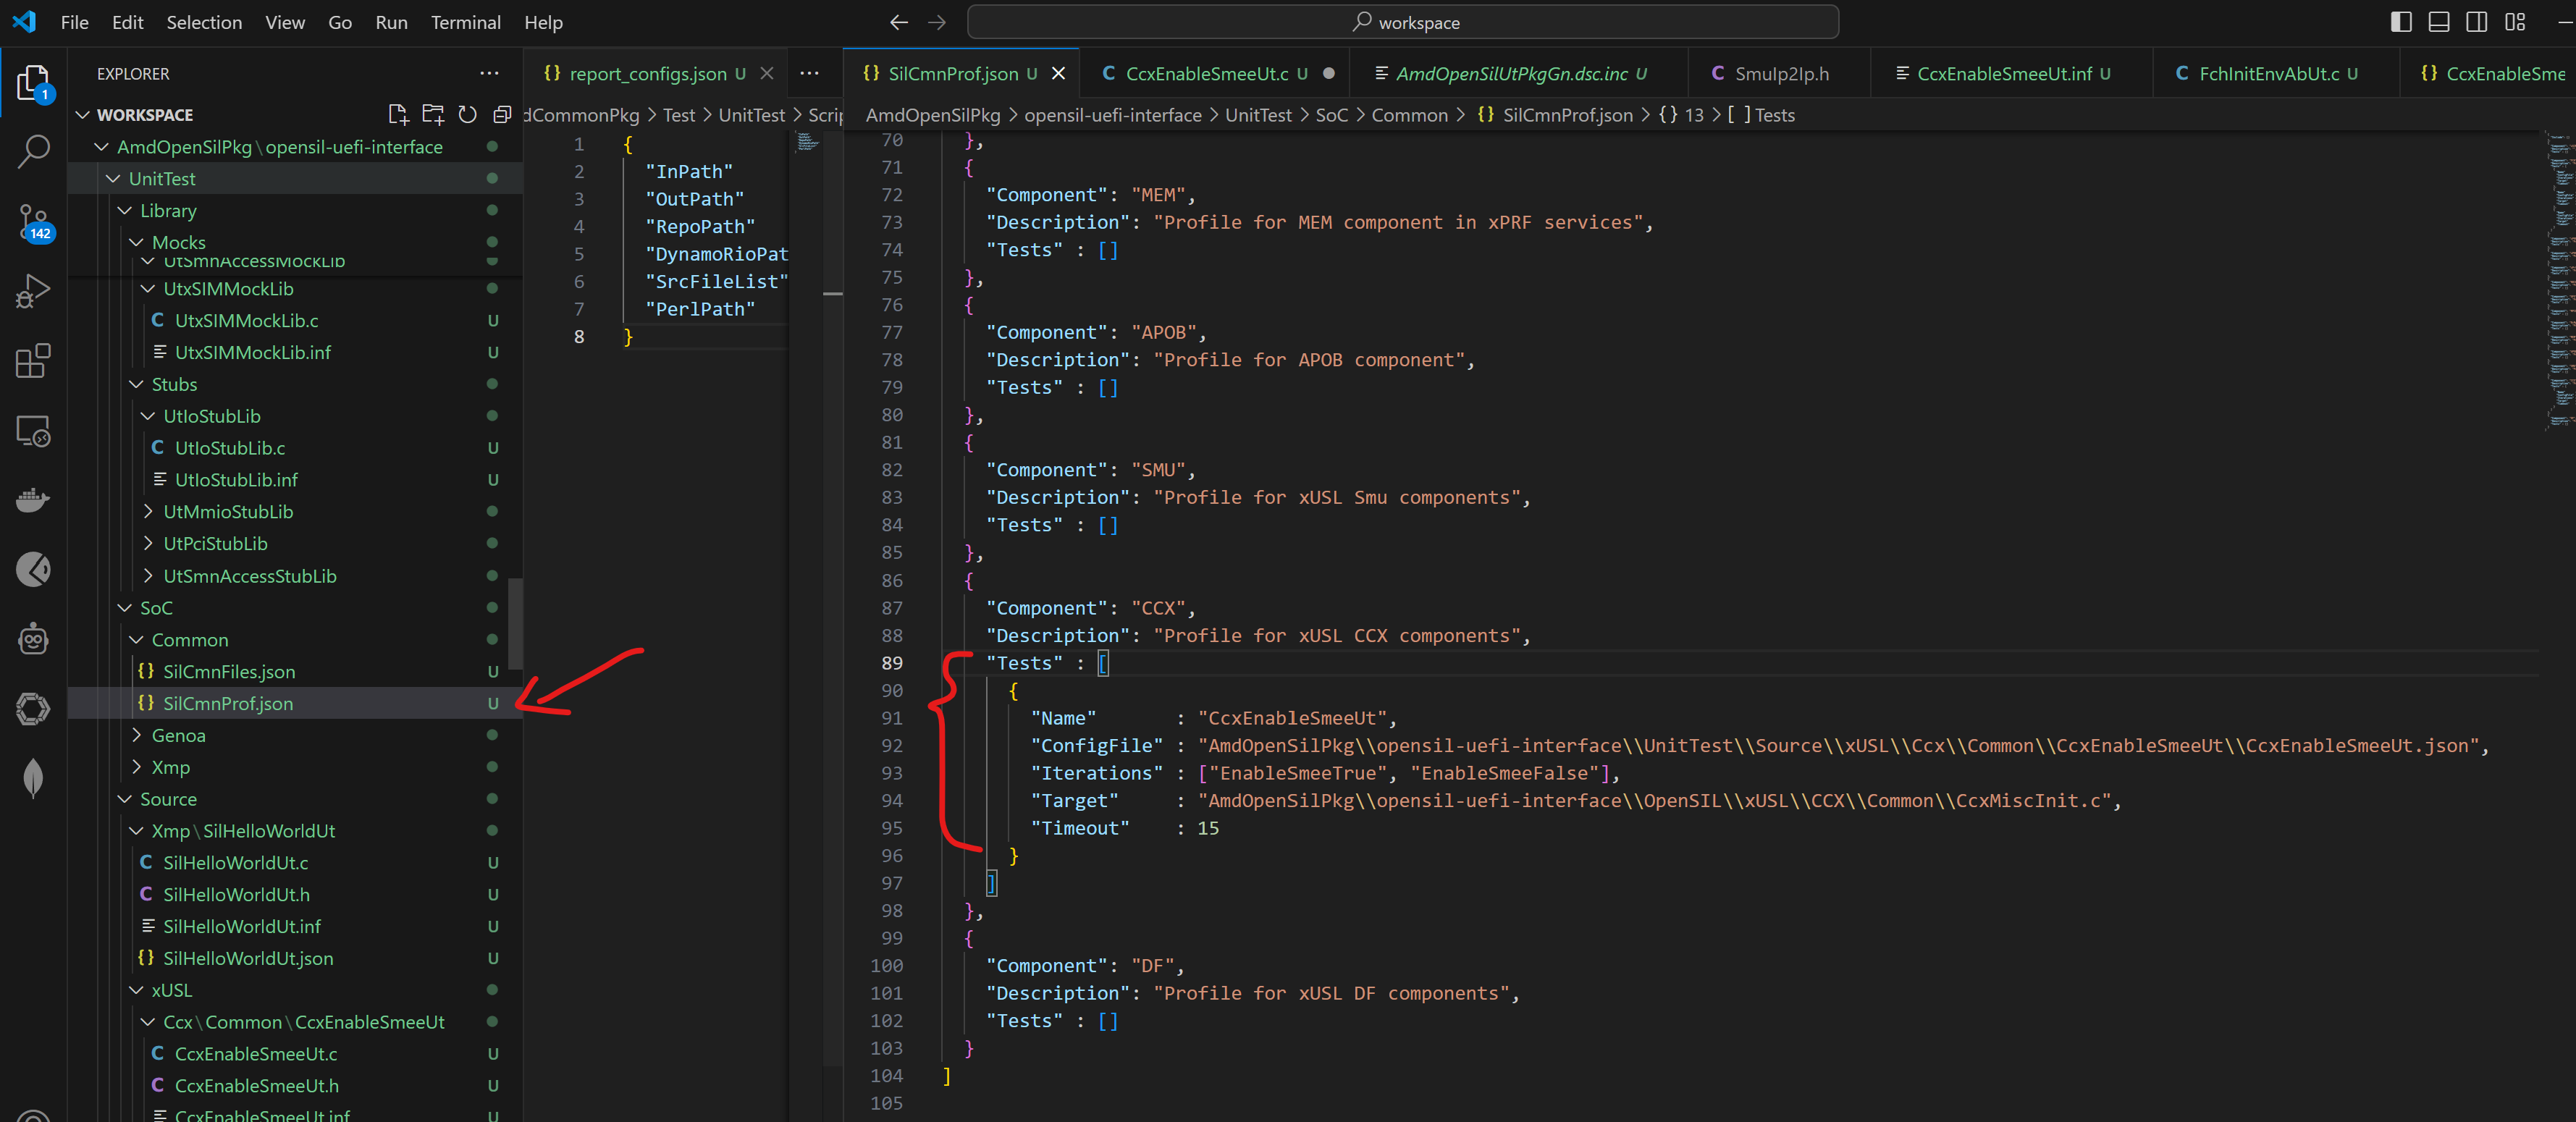 File Edit Selection View Go Run Terminal Help
workspace
EXPLORER
1
142
WORKSPACE
AmdOpenSilPkg\opensil-uefi-interface
UnitTest
Library
Mocks
UtSmnAccessMockLib
UtxSIMMockLib
UtxSIMMockLib.c U
UtxSIMMockLib.inf U
Stubs
UtIoStubLib
UtIoStubLib.c U
UtIoStubLib.inf U
UtMmioStubLib
UtPciStubLib
UtSmnAccessStubLib
SoC
Common
SilCmnFiles.json U
SilCmnProf.json U
Genoa
Xmp
Source
Xmp\SilHelloWorldUt
SilHelloWorldUt.c U
SilHelloWorldUt.h U
SilHelloWorldUt.inf U
SilHelloWorldUt.json U
xUSL
Ccx\Common\CcxEnableSmeeUt
CcxEnableSmeeUt.c U
CcxEnableSmeeUt.h U
CcxEnableSmeeUt.inf U
{} report_configs.json U
dCommonPkg > Test > UnitTest > Scrip
1 {
2 "InPath"
3 "OutPath"
4 "RepoPath"
5 "DynamoRioPat
6 "SrcFileList"
7 "PerlPath"
8 }
{} SilCmnProf.json U C CcxEnableSmeeUt.c U AmdOpenSilUtPkgGn.dsc.inc U C SmuIp2Ip.h CcxEnableSmeeUt.inf U C FchInitEnvAbUt.c U {} CcxEnableSme
AmdOpenSilPkg > opensil-uefi-interface > UnitTest > SoC > Common > {} SilCmnProf.json > {} 13 > [ ] Tests
70 },
71 {
72 "Component": "MEM",
73 "Description": "Profile for MEM component in xPRF services",
74 "Tests" : []
75 },
76 {
77 "Component": "APOB",
78 "Description": "Profile for APOB component",
79 "Tests" : []
80 },
81 {
82 "Component": "SMU",
83 "Description": "Profile for xUSL Smu components",
84 "Tests" : []
85 },
86 {
87 "Component": "CCX",
88 "Description": "Profile for xUSL CCX components",
89 "Tests" : [
90 {
91 "Name" : "CcxEnableSmeeUt",
92 "ConfigFile" : "AmdOpenSilPkg\\opensil-uefi-interface\\UnitTest\\Source\\xUSL\\Ccx\\Common\\CcxEnableSmeeUt\\CcxEnableSmeeUt.json",
93 "Iterations" : ["EnableSmeeTrue", "EnableSmeeFalse"],
94 "Target" : "AmdOpenSilPkg\\opensil-uefi-interface\\OpenSIL\\xUSL\\CCX\\Common\\CcxMiscInit.c",
95 "Timeout" : 15
96 }
97 ]
98 },
99 {
100 "Component": "DF",
101 "Description": "Profile for xUSL DF components",
102 "Tests" : []
103 }
104 ]
105